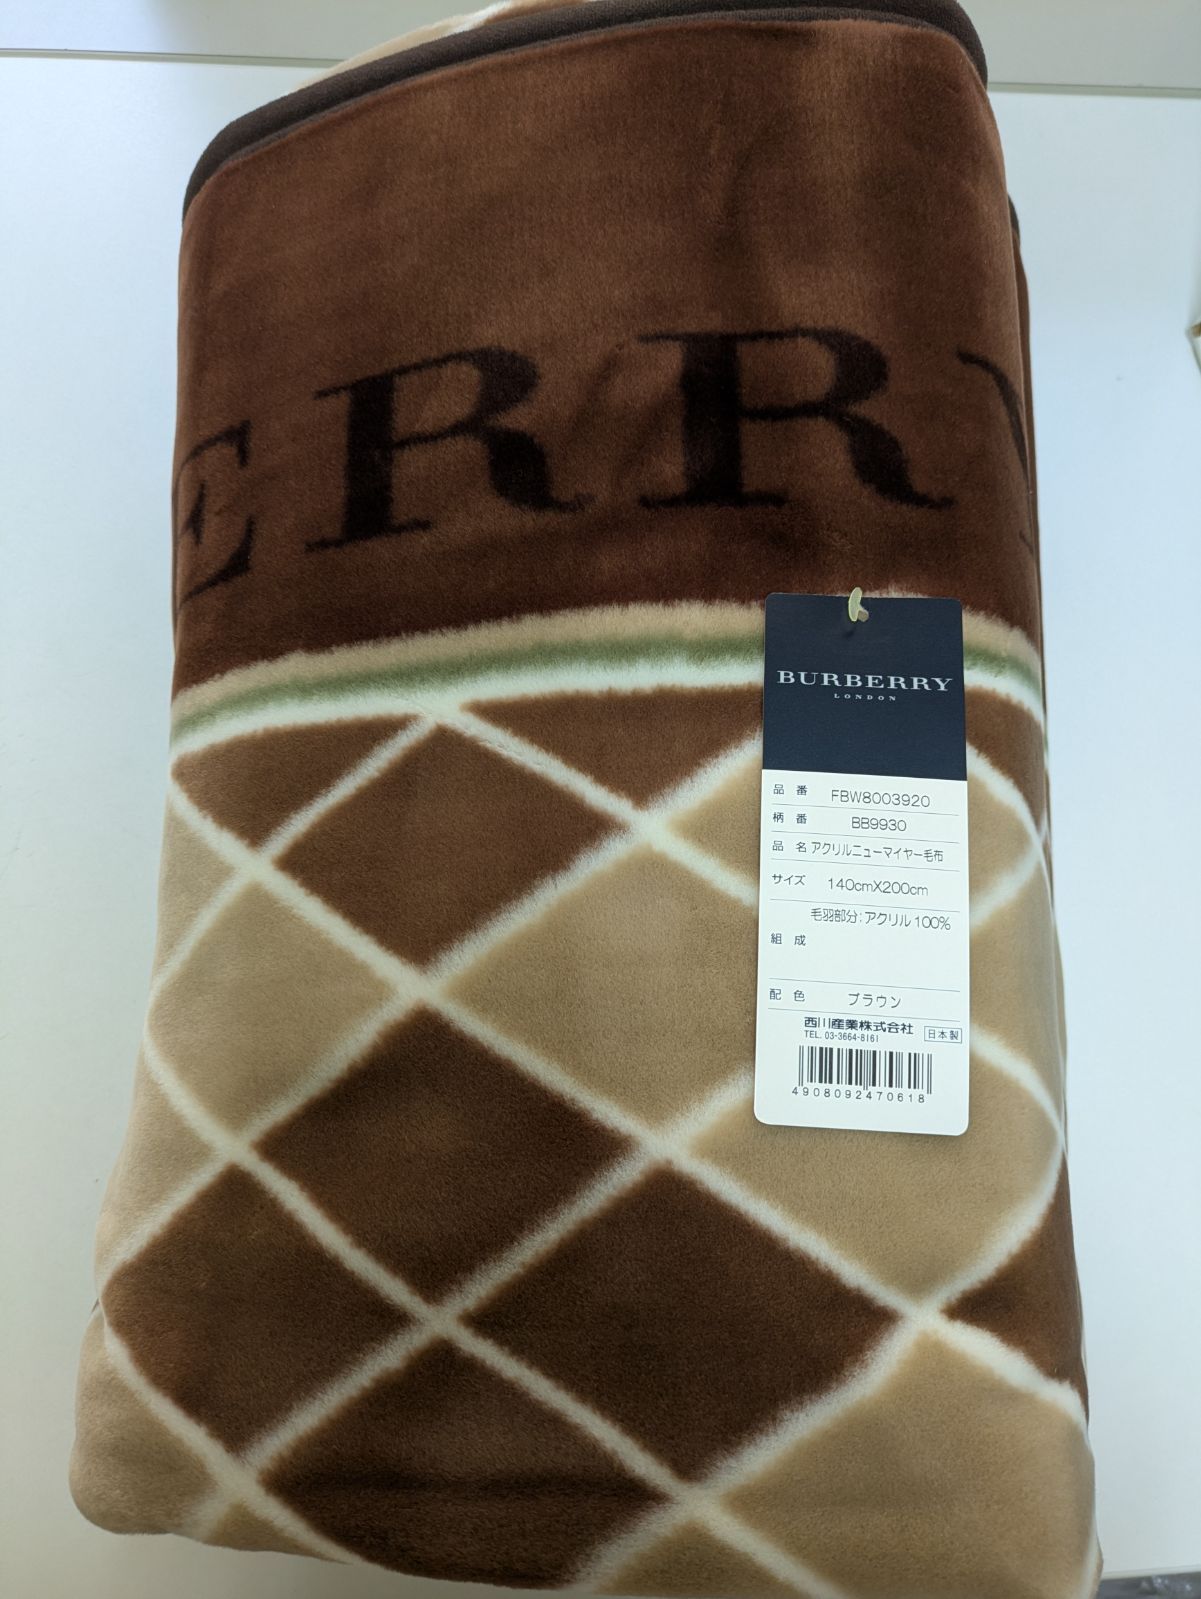 ERRY
BURBERRY
LONDON
品 番 FBW8003920
柄 番 BB9930
品 名 アクリルニューマイヤー毛布
サイズ 140cmX200cm
毛羽部分:アクリル100%
組 成
配 色 ブラウン
西川産業株式会社
TEL. 03-3664-8161
日本製
4908092470618